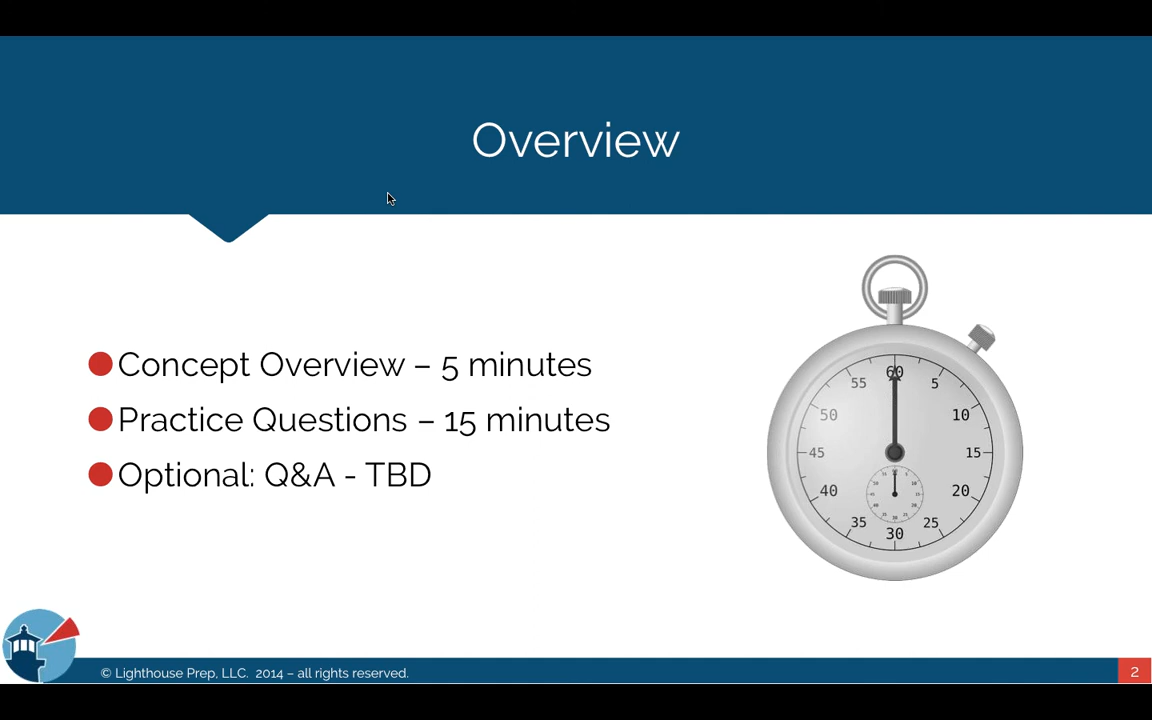 Overview
Concept Overview – 5 minutes
Practice Questions – 15 minutes
Optional: Q&A - TBD
60
55
5
50
10
45
15
40
20
35
25
30
© Lighthouse Prep, LLC.  2014 – all rights reserved.
2